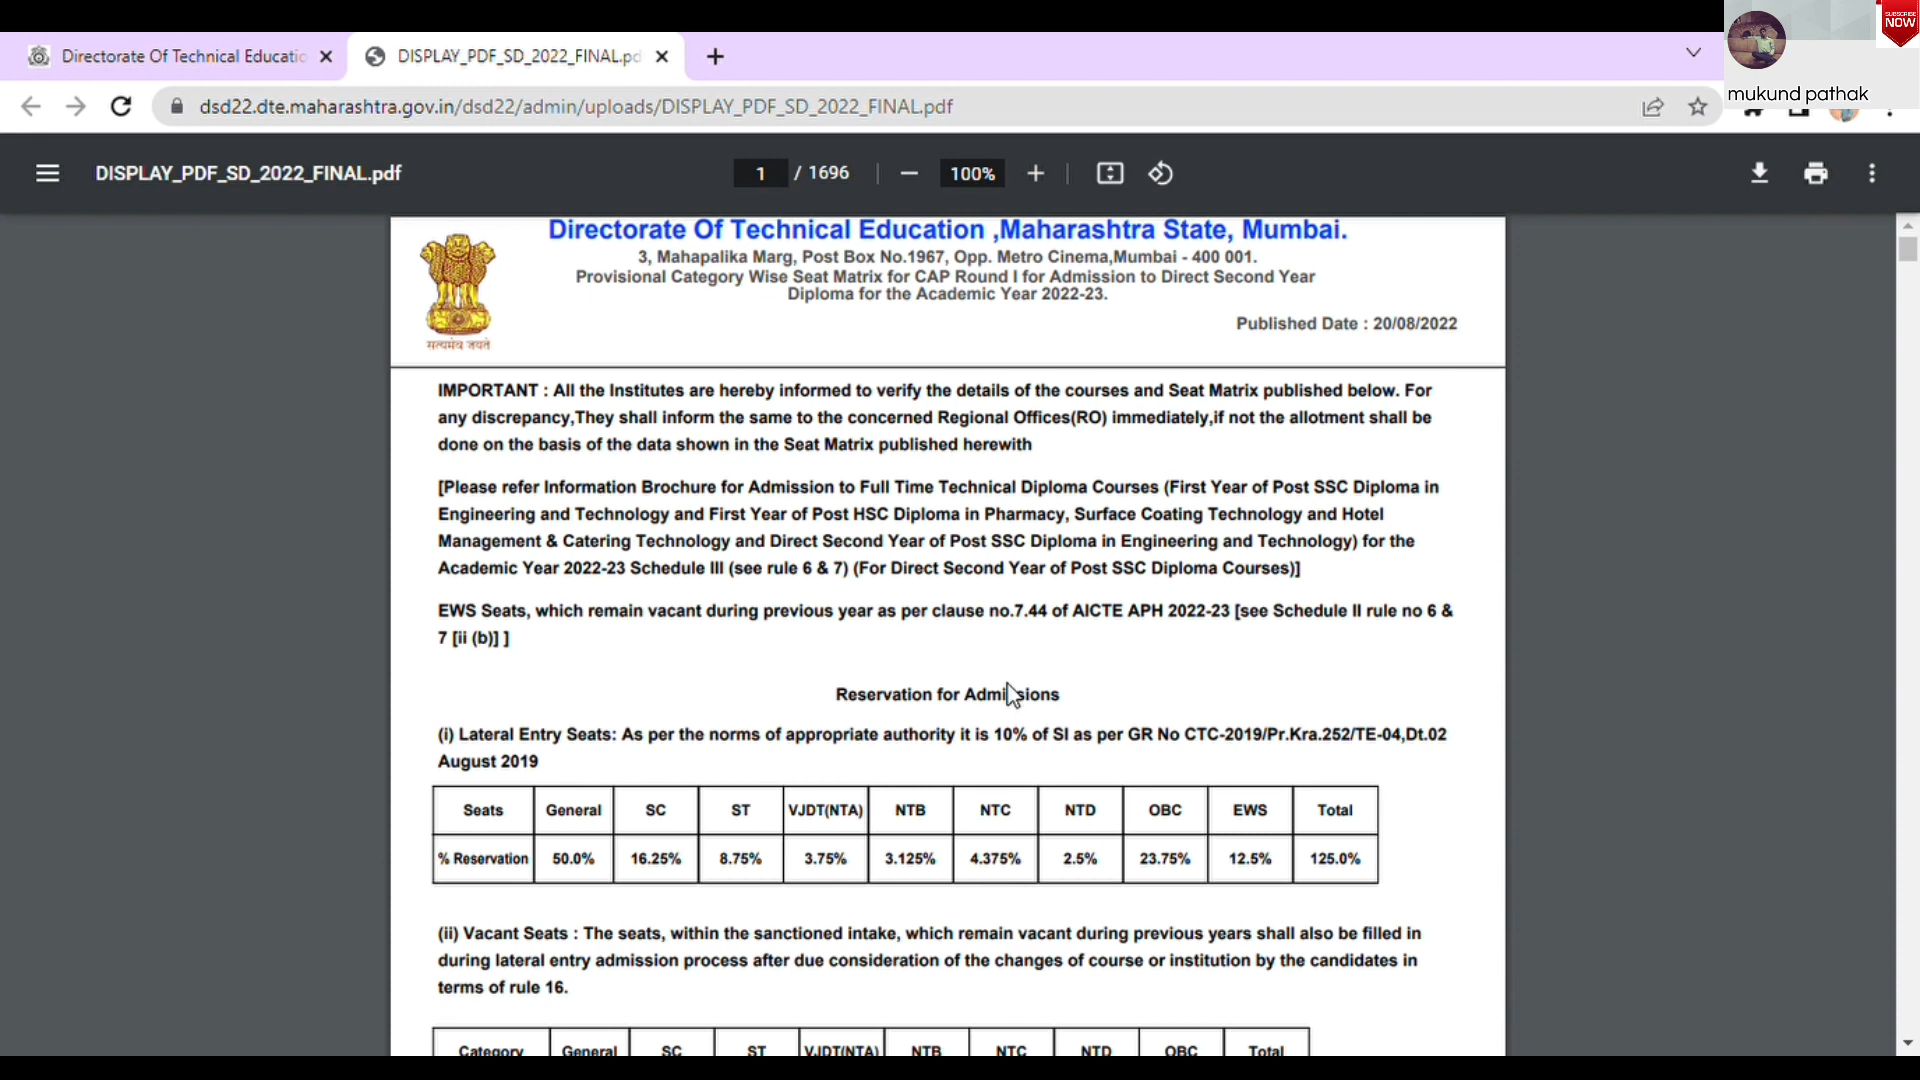 SUBSCRIBE
NOW
mukund pathak
Directorate Of Technical Educatio
DISPLAY_PDF_SD_2022_FINAL.pd
dsd22.dte.maharashtra.gov.in/dsd22/admin/uploads/DISPLAY_PDF_SD_2022_FINAL.pdf
DISPLAY_PDF_SD_2022_FINAL.pdf
1 / 1696
100%
Directorate Of Technical Education ,Maharashtra State, Mumbai.
3, Mahapalika Marg, Post Box No.1967, Opp. Metro Cinema,Mumbai - 400 001.
Provisional Category Wise Seat Matrix for CAP Round I for Admission to Direct Second Year
Diploma for the Academic Year 2022-23.
सत्यमेव जयते
Published Date : 20/08/2022
IMPORTANT : All the Institutes are hereby informed to verify the details of the courses and Seat Matrix published below. For
any discrepancy,They shall inform the same to the concerned Regional Offices(RO) immediately,if not the allotment shall be
done on the basis of the data shown in the Seat Matrix published herewith
[Please refer Information Brochure for Admission to Full Time Technical Diploma Courses (First Year of Post SSC Diploma in
Engineering and Technology and First Year of Post HSC Diploma in Pharmacy, Surface Coating Technology and Hotel
Management & Catering Technology and Direct Second Year of Post SSC Diploma in Engineering and Technology) for the
Academic Year 2022-23 Schedule III (see rule 6 & 7) (For Direct Second Year of Post SSC Diploma Courses)]
EWS Seats, which remain vacant during previous year as per clause no.7.44 of AICTE APH 2022-23 [see Schedule II rule no 6 &
7 [ii (b)] ]
Reservation for Admissions
(i) Lateral Entry Seats: As per the norms of appropriate authority it is 10% of SI as per GR No CTC-2019/Pr.Kra.252/TE-04,Dt.02
August 2019
Seats General SC ST VJDT(NTA) NTB NTC NTD OBC EWS Total
% Reservation 50.0% 16.25% 8.75% 3.75% 3.125% 4.375% 2.5% 23.75% 12.5% 125.0%
(ii) Vacant Seats : The seats, within the sanctioned intake, which remain vacant during previous years shall also be filled in
during lateral entry admission process after due consideration of the changes of course or institution by the candidates in
terms of rule 16.
Category General SC ST VJDT(NTA) NTB NTC NTD OBC Total